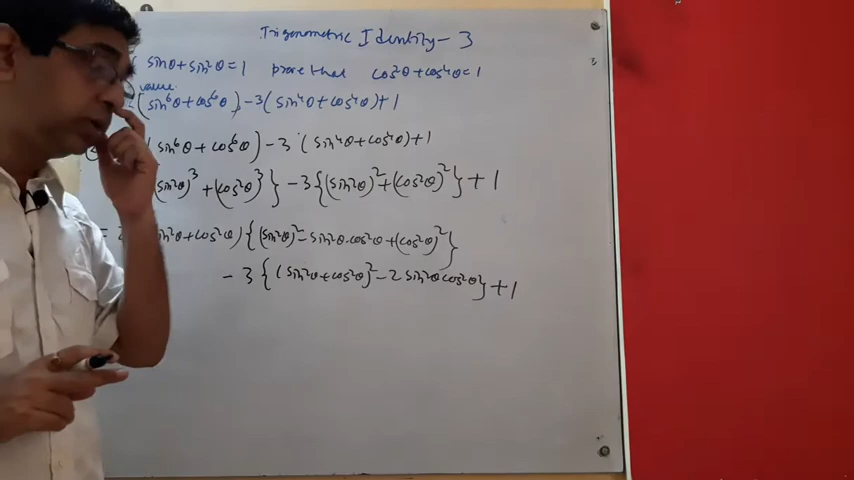 Trigonometric Identity - 3
sinθ + sin²θ = 1 prove that cos²θ + cos⁴θ = 1
value
(sin⁶θ + cos⁶θ) - 3(sin⁴θ + cos⁴θ) + 1
(sin⁶θ + cos⁶θ) - 3 (sin⁴θ + cos⁴θ) + 1
(sin²θ)³ + (cos²θ)³} - 3{(sin²θ)² + (cos²θ)²} + 1
= sin²θ + cos²θ) {(sin²θ)² - sin²θ·cos²θ + (cos²θ)²}
- 3 {(sin²θ + cos²θ)² - 2 sin²θ cos²θ} + 1